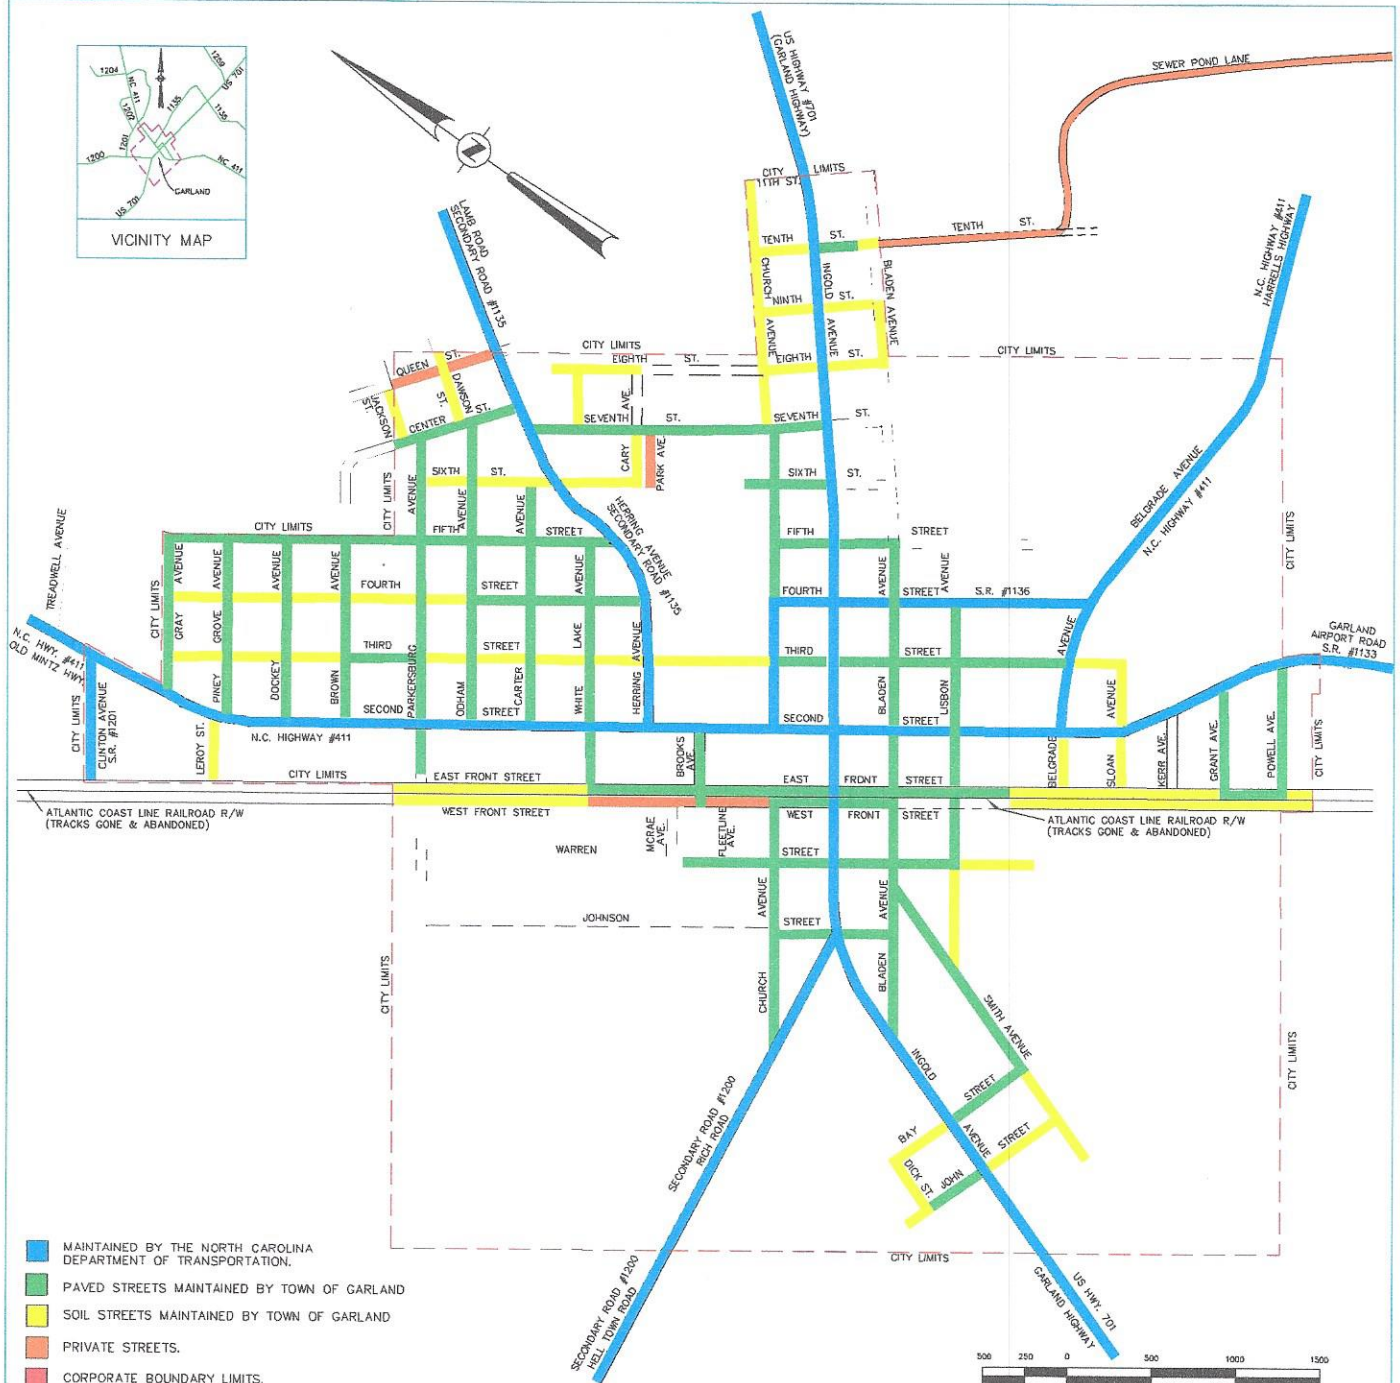 1204
NC 411
1259
US 701
1202
1135
1136
1201
1200
NC 411
GARLAND
US 701
VICINITY MAP
N
US HIGHWAY #701
(GARLAND HIGHWAY)
SEWER POND LANE
CITY LIMITS
11TH ST.
TENTH ST.
TENTH ST.
CHURCH AVENUE
INGOLD AVENUE
BLADEN AVENUE
NINTH ST.
EIGHTH ST.
N.C. HIGHWAY #411
HARRELLS HIGHWAY
LAMB ROAD
SECONDARY ROAD #1135
CITY LIMITS
CITY LIMITS
EIGHTH ST.
QUEEN ST.
DAWSON ST.
JACKSON ST.
CENTER ST.
SEVENTH ST.
SEVENTH ST.
CARY AVE.
PARK AVE.
SIXTH ST.
SIXTH ST.
BELGRADE AVENUE
N.C. HIGHWAY #411
HERRING AVENUE
SECONDARY ROAD #1135
CITY LIMITS
CITY LIMITS
CITY LIMITS
TREADWELL AVENUE
FIFTH STREET
FIFTH STREET
CITY LIMITS
GRAY AVENUE
PINEY GROVE AVENUE
DOCKEY AVENUE
BROWN AVENUE
PARKERSBURG AVENUE
ODHAM AVENUE
CARTER AVENUE
WHITE LAKE AVENUE
HERRING AVENUE
BLADEN AVENUE
LISBON AVENUE
FOURTH STREET
FOURTH STREET
S.R. #1136
THIRD STREET
THIRD STREET
AVENUE
SLOAN AVENUE
GARLAND
AIRPORT ROAD
S.R. #1133
N.C. HWY. #411
OLD MINTZ HWY.
CITY LIMITS
CLINTON AVENUE
S.R. #1201
LEROY ST.
SECOND STREET
SECOND STREET
N.C. HIGHWAY #411
BROOKS AVE.
BELGRADE
KERR AVE.
GRANT AVE.
POWELL AVE.
CITY LIMITS
CITY LIMITS
EAST FRONT STREET
EAST FRONT STREET
WEST FRONT STREET
WEST FRONT STREET
ATLANTIC COAST LINE RAILROAD R/W
(TRACKS GONE & ABANDONED)
ATLANTIC COAST LINE RAILROAD R/W
(TRACKS GONE & ABANDONED)
MCRAE AVE.
FLEETLINE AVE.
WARREN STREET
JOHNSON STREET
CHURCH AVENUE
BLADEN AVENUE
CITY LIMITS
CITY LIMITS
SMITH AVENUE
INGOLD AVENUE
BAY STREET
DICK ST.
JOHN STREET
SECONDARY ROAD #1200
RICH ROAD
SECONDARY ROAD #1200
HELL TOWN ROAD
CITY LIMITS
US HWY. 701
GARLAND HIGHWAY
MAINTAINED BY THE NORTH CAROLINA
DEPARTMENT OF TRANSPORTATION.
PAVED STREETS MAINTAINED BY TOWN OF GARLAND
SOIL STREETS MAINTAINED BY TOWN OF GARLAND
PRIVATE STREETS.
CORPORATE BOUNDARY LIMITS.
500 250 0 500 1000 1500